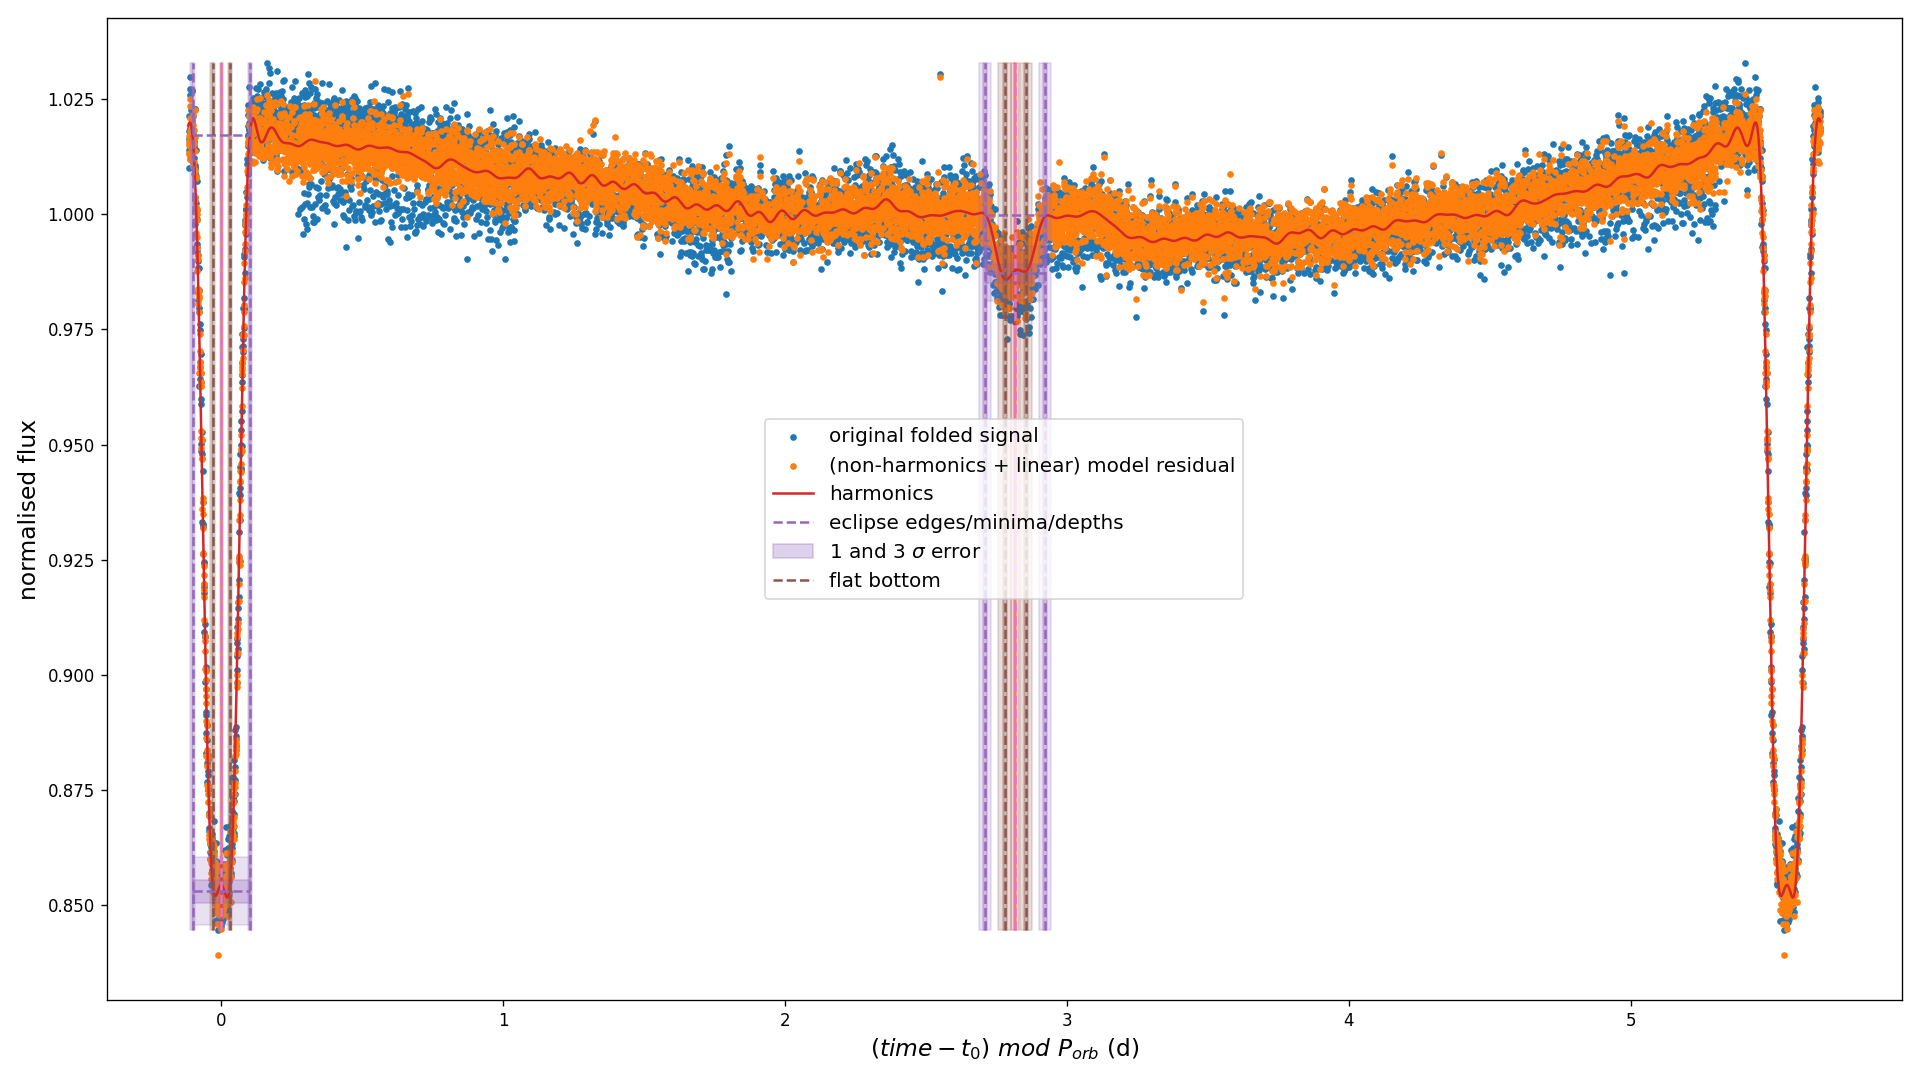 normalised flux
1.025
1.000
0.975
0.950
0.925
0.900
0.875
0.850
original folded signal
(non-harmonics + linear) model residual
harmonics
eclipse edges/minima/depths
1 and 3 σ error
flat bottom
0 1 2 3 4 5
(time − t₀) mod Pₒᵣb (d)